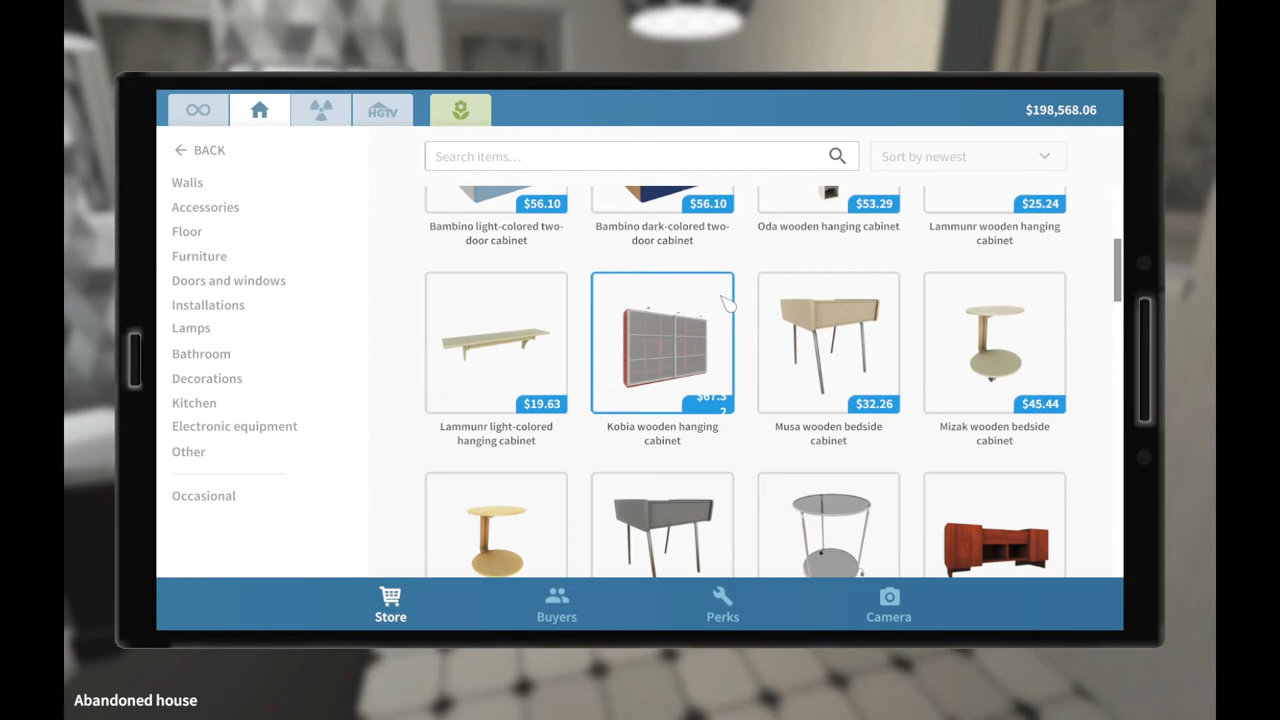 HGTV
$198,568.06
BACK
Search items...
Sort by newest
Walls
Accessories
Floor
Furniture
Doors and windows
Installations
Lamps
Bathroom
Decorations
Kitchen
Electronic equipment
Other
Occasional
$56.10
$56.10
$53.29
$25.24
Bambino light-colored two-
door cabinet
Bambino dark-colored two-
door cabinet
Oda wooden hanging cabinet
Lammunr wooden hanging
cabinet
$19.63
$67.3
2
$32.26
$45.44
Lammunr light-colored
hanging cabinet
Kobia wooden hanging
cabinet
Musa wooden bedside
cabinet
Mizak wooden bedside
cabinet
Store
Buyers
Perks
Camera
Abandoned house